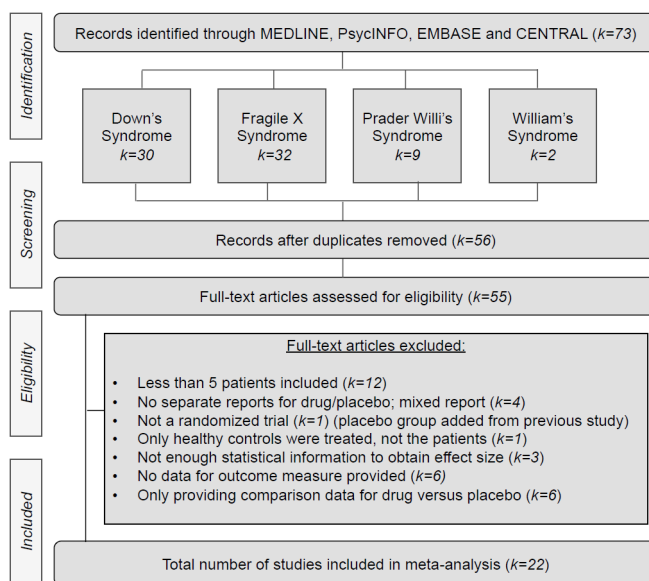 Identification
Records identified through MEDLINE, PsycINFO, EMBASE and CENTRAL (k=73)
Down's
Syndrome
k=30
Fragile X
Syndrome
k=32
Prader Willi's
Syndrome
k=9
William's
Syndrome
k=2
Screening
Records after duplicates removed (k=56)
Full-text articles assessed for eligibility (k=55)
Eligibility
Full-text articles excluded:
• Less than 5 patients included (k=12)
• No separate reports for drug/placebo; mixed report (k=4)
• Not a randomized trial (k=1) (placebo group added from previous study)
• Only healthy controls were treated, not the patients (k=1)
• Not enough statistical information to obtain effect size (k=3)
• No data for outcome measure provided (k=6)
• Only providing comparison data for drug versus placebo (k=6)
Included
Total number of studies included in meta-analysis (k=22)